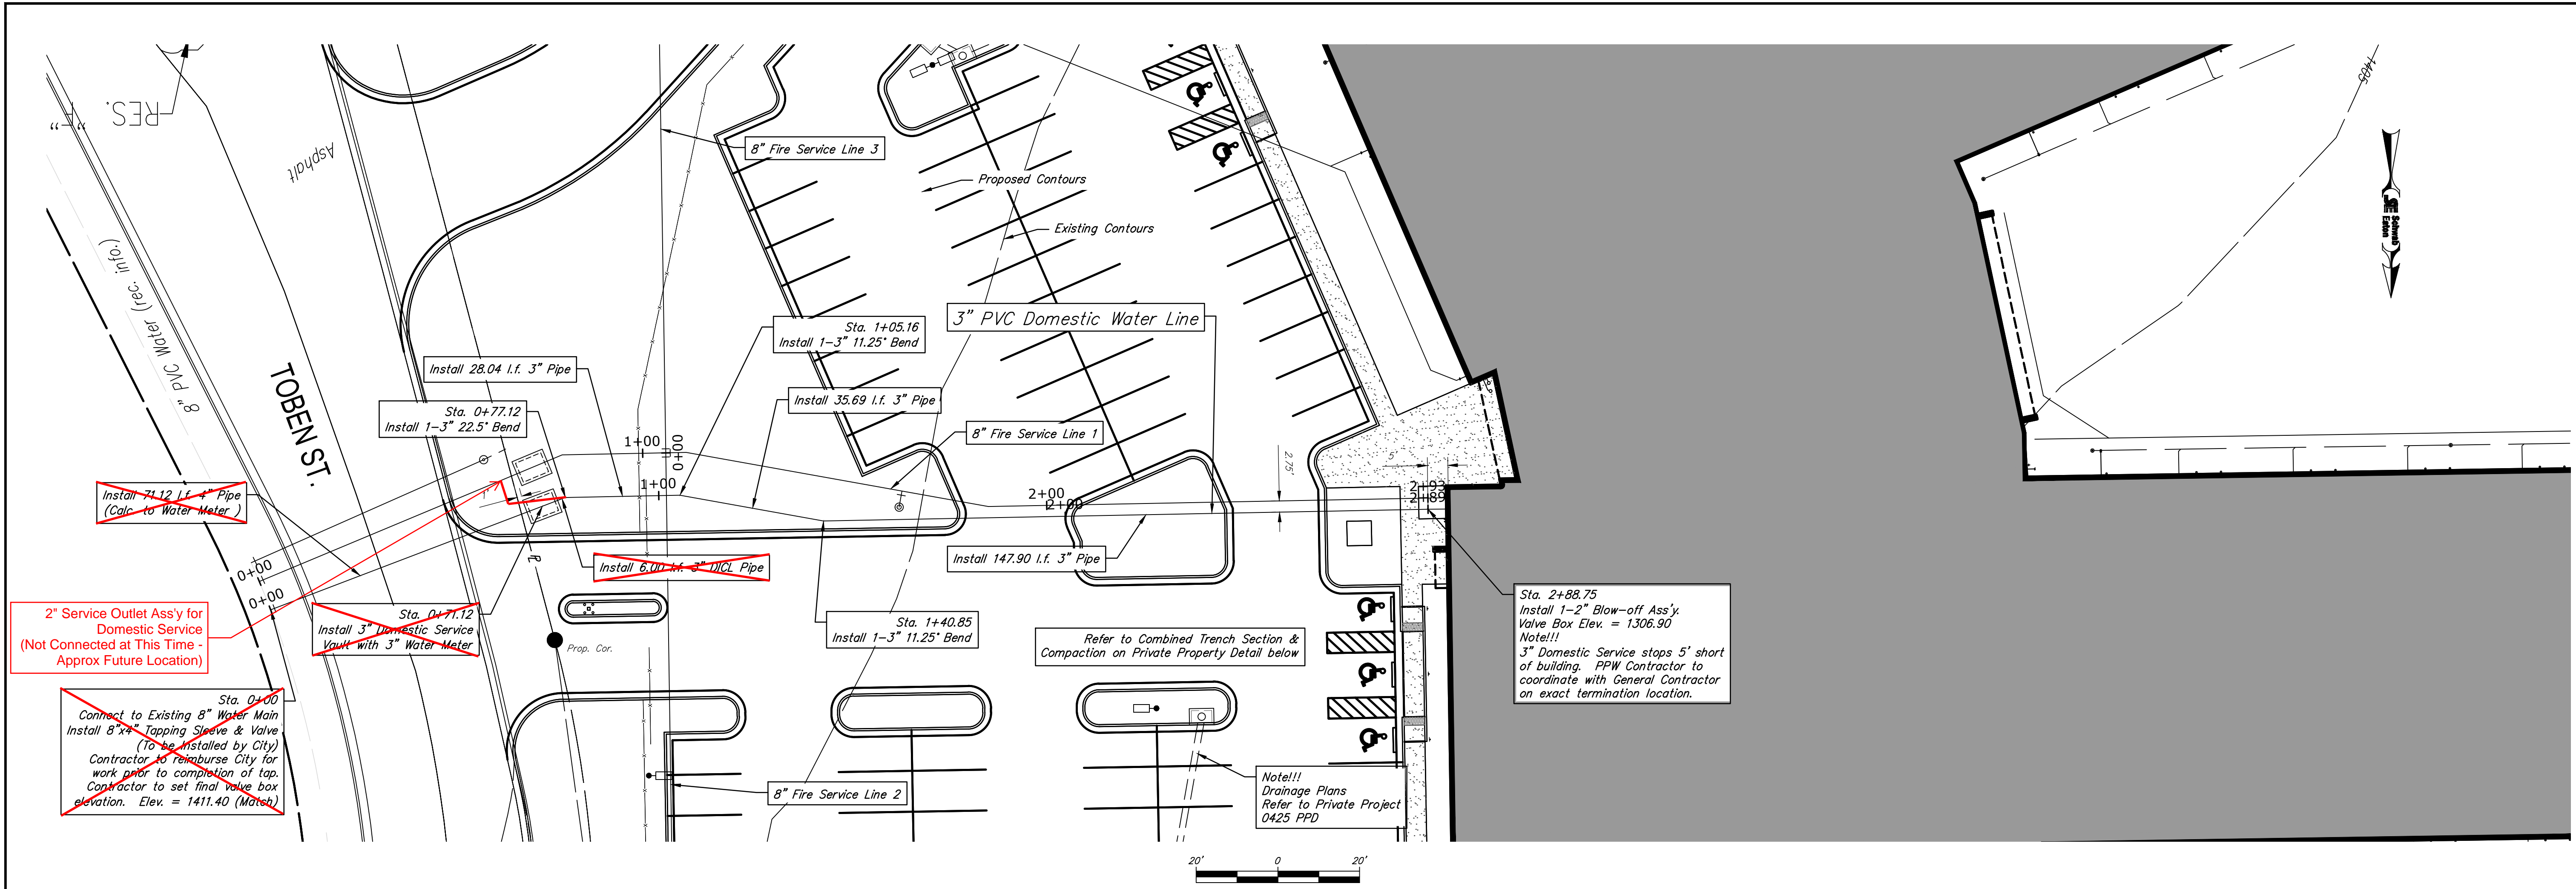 RES. "F"
Asphalt
8" PVC Water (rec. info.)
TOBEN ST.
8" Fire Service Line 3
Proposed Contours
Existing Contours
1405
SE Schwab
Eaton
3" PVC Domestic Water Line
Sta. 1+05.16
Install 1-3" 11.25° Bend
Install 28.04 l.f. 3" Pipe
Install 35.69 l.f. 3" Pipe
Sta. 0+77.12
Install 1-3" 22.5° Bend
8" Fire Service Line 1
1+00
0+00
1+00
2+00
2+00
2.75'
5'
2+93
2+89
Install 71.12 l.f. 4" Pipe
(Calc. to Water Meter )
Install 147.90 l.f. 3" Pipe
Install 6.00 l.f. 3" DICL Pipe
0+00
0+00
2" Service Outlet Ass'y for
Domestic Service
(Not Connected at This Time -
Approx Future Location)
Sta. 0+71.12
Install 3" Domestic Service
Vault with 3" Water Meter
Prop. Cor.
Sta. 1+40.85
Install 1-3" 11.25° Bend
Refer to Combined Trench Section &
Compaction on Private Property Detail below
Sta. 2+88.75
Install 1-2" Blow-off Ass'y.
Valve Box Elev. = 1306.90
Note!!!
3" Domestic Service stops 5' short
of building.  PPW Contractor to
coordinate with General Contractor
on exact termination location.
Sta. 0+00
Connect to Existing 8" Water Main
Install 8"x4" Tapping Sleeve & Valve
(To be Installed by City)
Contractor to reimburse City for
work prior to completion of tap.
Contractor to set final valve box
elevation.  Elev. = 1411.40 (Match)
8" Fire Service Line 2
Note!!!
Drainage Plans
Refer to Private Project
0425 PPD
20' 0 20'